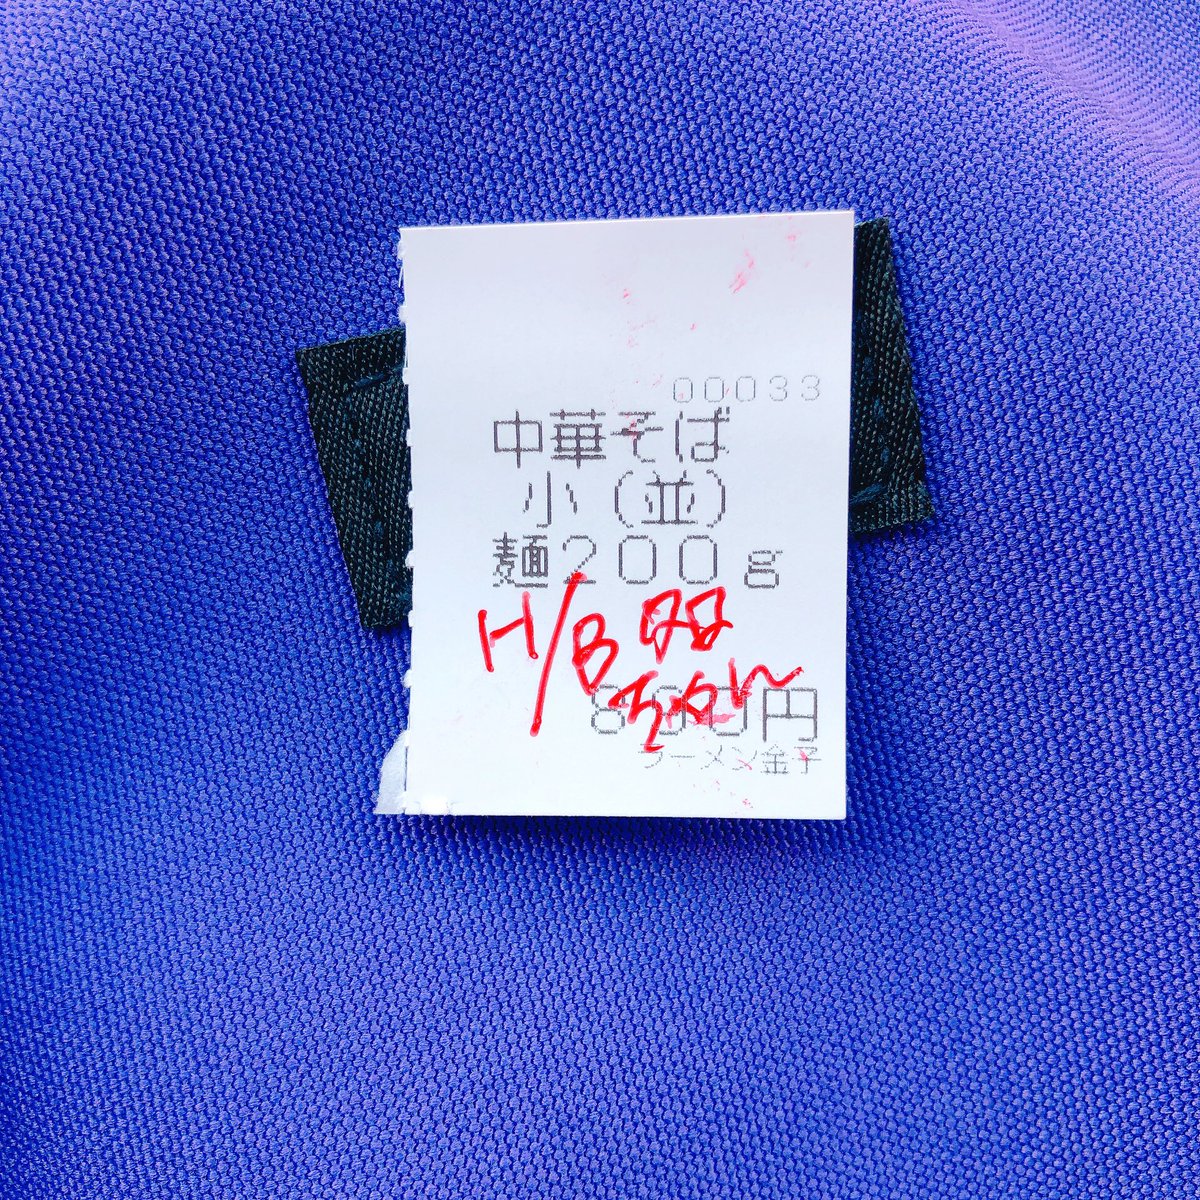 00033
中華そば
小(並)
麺200g
H/B
円
ラーメン金子